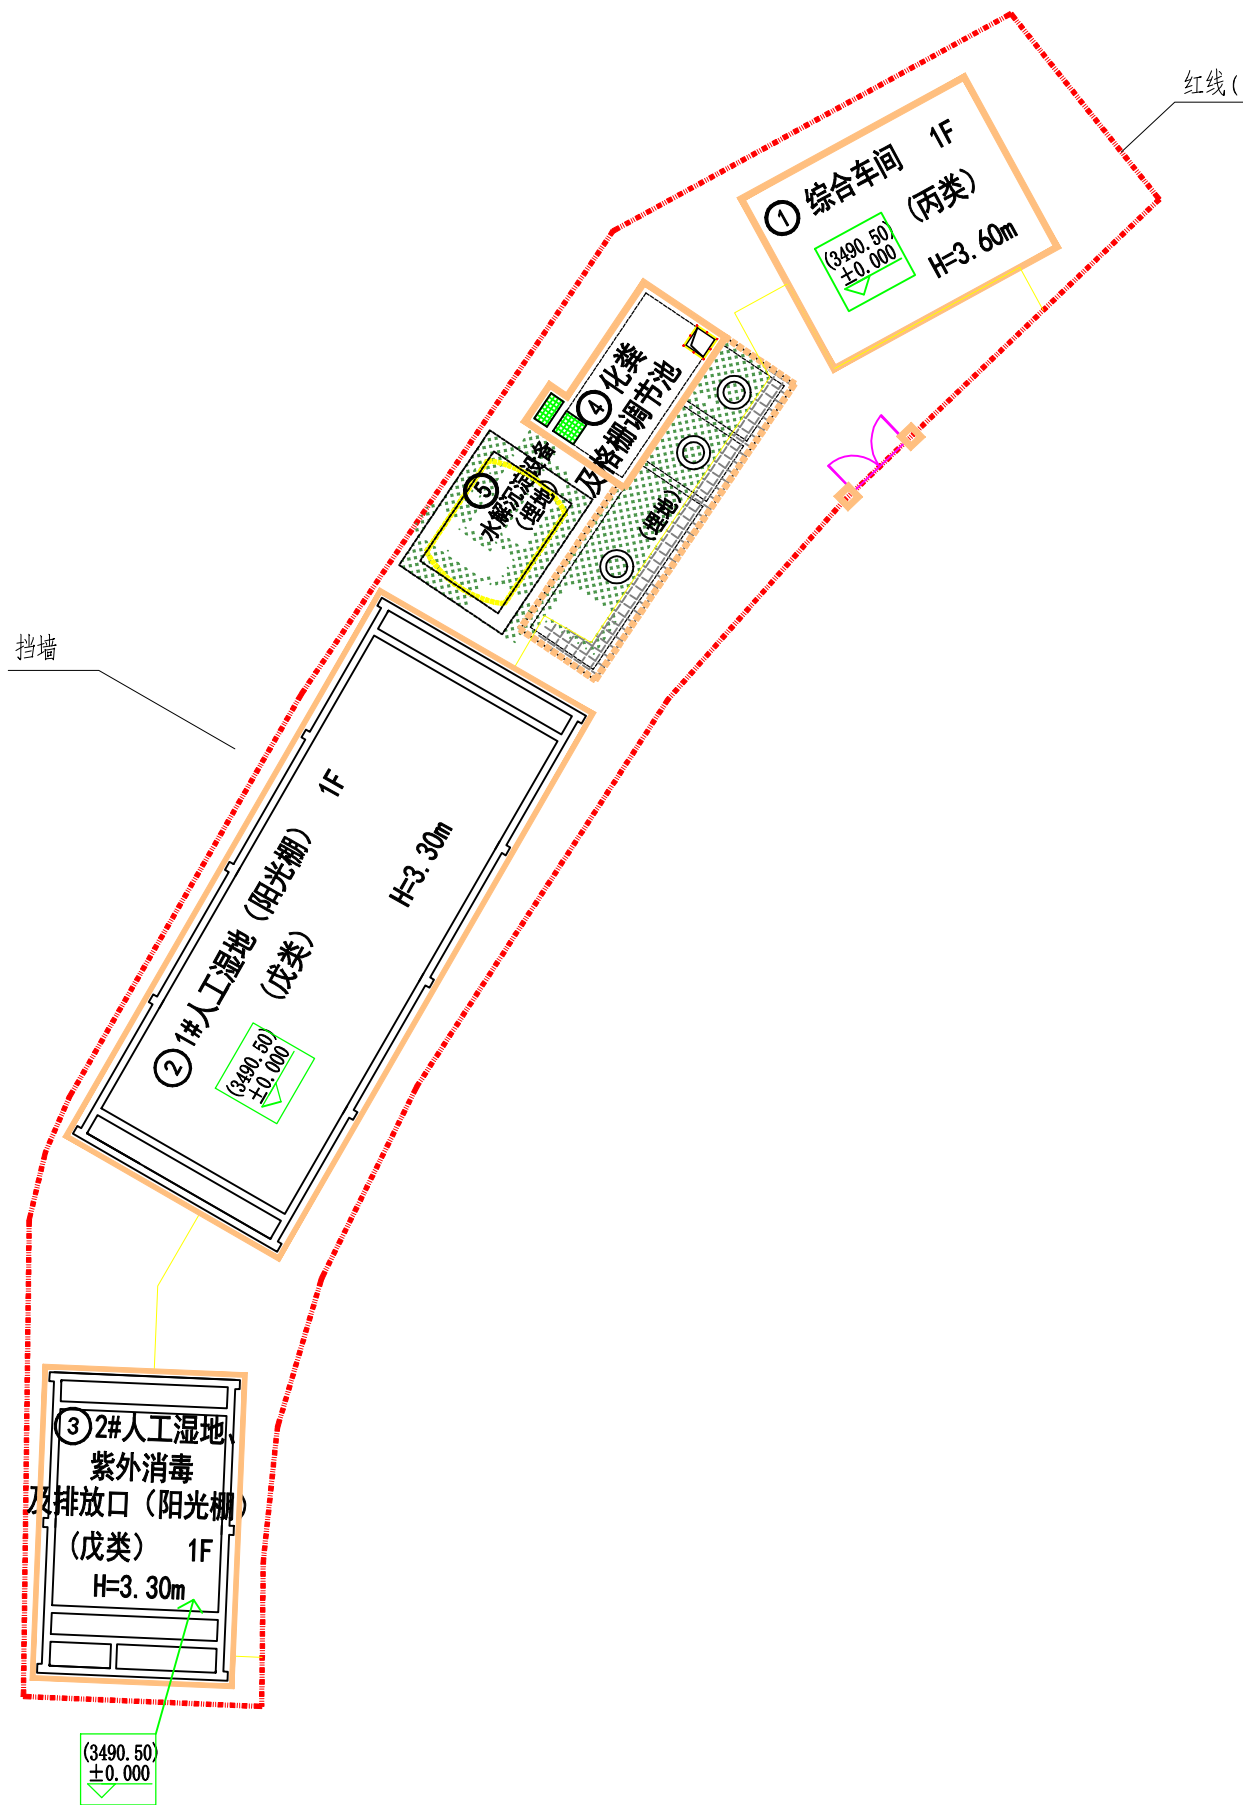 红线(
① 综合车间 1F
(丙类)
(3490.50)
±0.000
H=3.60m
④ 化粪
及格栅调节池
(埋地)
⑤ 水解沉淀设备
(埋地)
挡墙
② 1#人工湿地(阳光棚) 1F
(戊类)
H=3.30m
(3490.50)
±0.000
③ 2#人工湿地、
紫外消毒
及排放口(阳光棚)
(戊类) 1F
H=3.30m
(3490.50)
±0.000